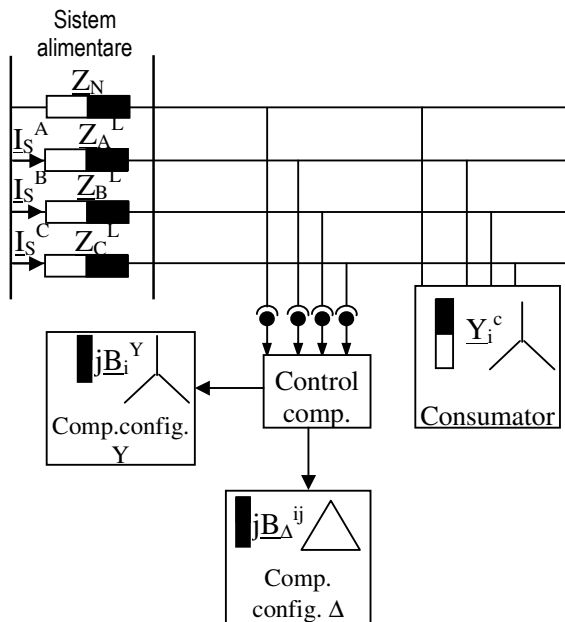 Sistem
alimentare
Z_N
I_S^A Z_A^L
I_S^B Z_B^L
I_S^C Z_C^L
jB_i^Y
Comp.config.
Y
Control
comp.
Y_i^c
Consumator
jB_Δ^ij
Comp.
config. Δ